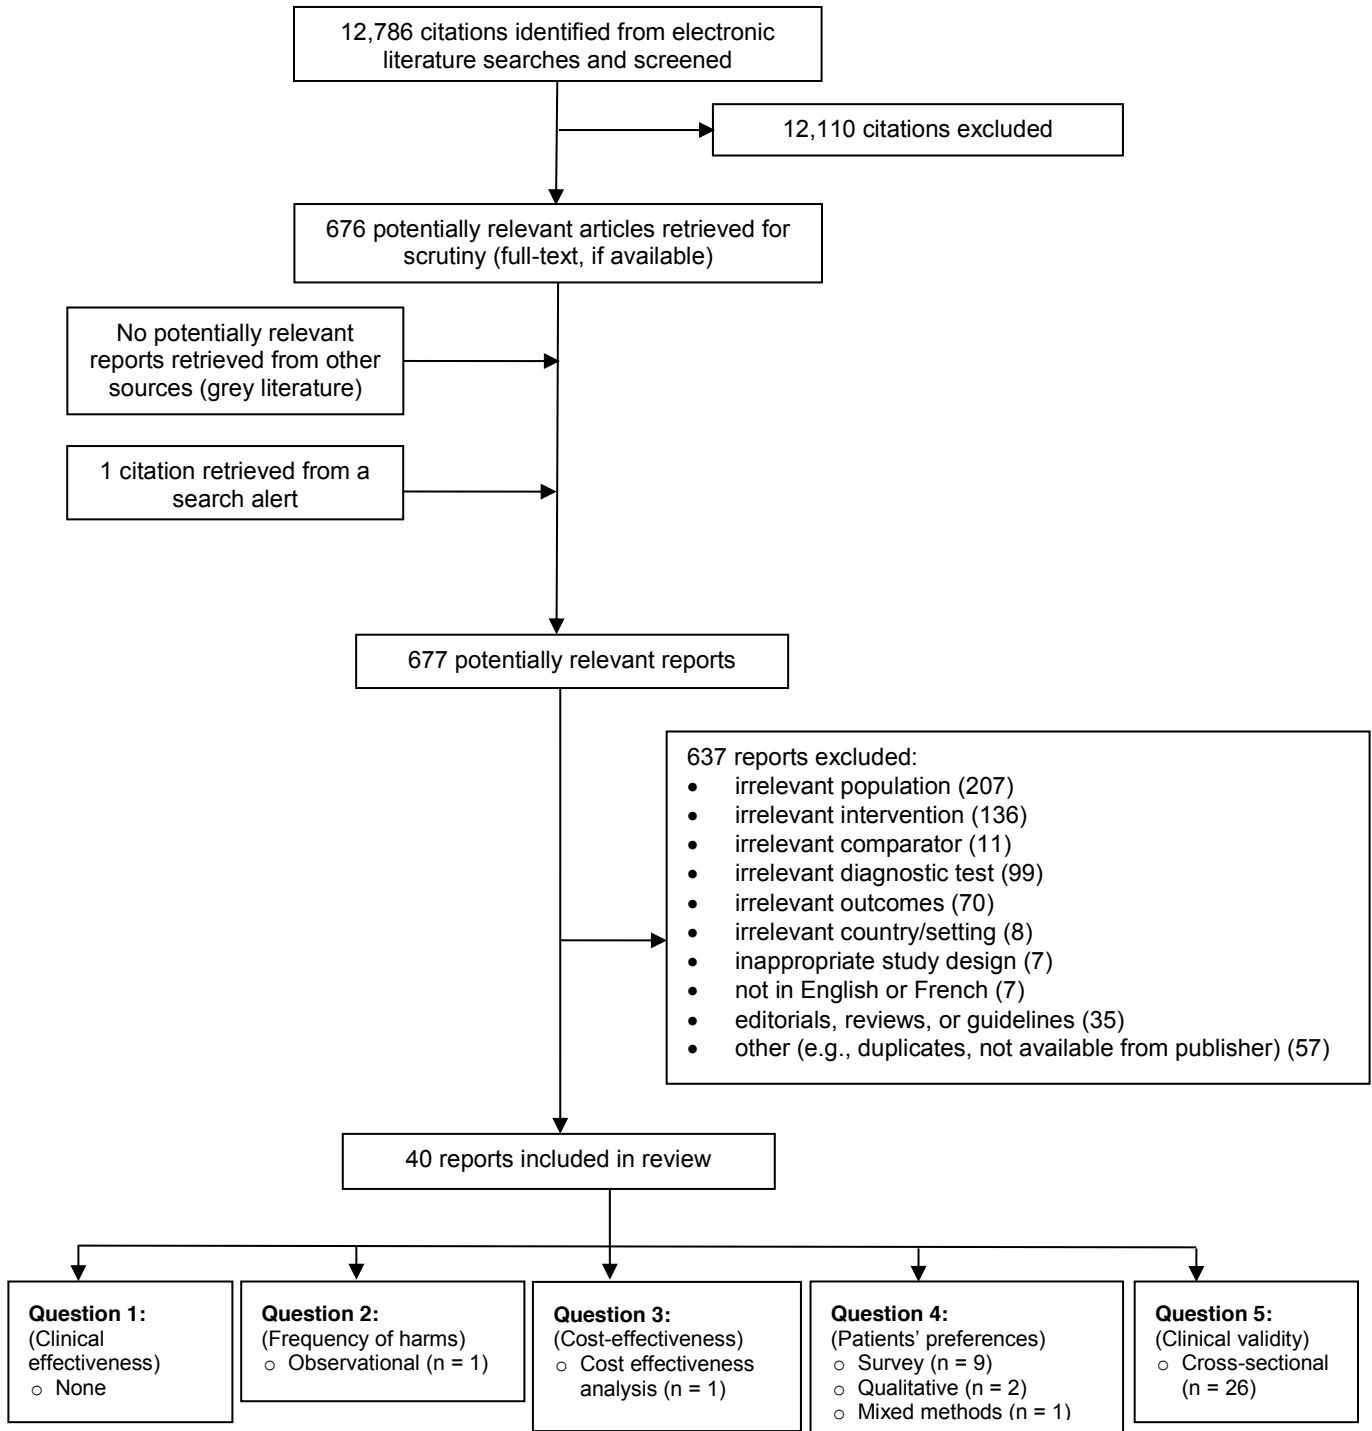 12,786 citations identified from electronic
literature searches and screened
12,110 citations excluded
676 potentially relevant articles retrieved for
scrutiny (full-text, if available)
No potentially relevant
reports retrieved from other
sources (grey literature)
1 citation retrieved from a
search alert
677 potentially relevant reports
637 reports excluded:
• irrelevant population (207)
• irrelevant intervention (136)
• irrelevant comparator (11)
• irrelevant diagnostic test (99)
• irrelevant outcomes (70)
• irrelevant country/setting (8)
• inappropriate study design (7)
• not in English or French (7)
• editorials, reviews, or guidelines (35)
• other (e.g., duplicates, not available from publisher) (57)
40 reports included in review
Question 1:
(Clinical
effectiveness)
○ None
Question 2:
(Frequency of harms)
○ Observational (n = 1)
Question 3:
(Cost-effectiveness)
○ Cost effectiveness
analysis (n = 1)
Question 4:
(Patients’ preferences)
○ Survey (n = 9)
○ Qualitative (n = 2)
○ Mixed methods (n = 1)
Question 5:
(Clinical validity)
○ Cross-sectional
(n = 26)